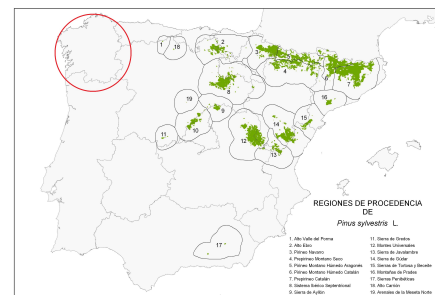 1
18
2
3
4
5
6
7
8
19
9
10
11
16
15
14
12
13
17
REGIONES DE PROCEDENCIA
DE
Pinus sylvestris L.
1. Alto Valle del Porma
2. Alto Ebro
3. Pirineo Navarro
4. Prepirineo Montano Seco
5. Pirineo Montano Húmedo Aragonés
6. Pirineo Montano Húmedo Catalán
7. Prepirineo Catalán
8. Sistema Ibérico Septentrional
9. Sierra de Ayllón
10. Sierra de Guadarrama
11. Sierra de Gredos
12. Montes Universales
13. Sierra de Javalambre
14. Sierra de Gúdar
15. Sierras de Tortosa y Beceite
16. Montañas de Prades
17. Sierras Penibéticas
18. Alto Carrión
19. Arenales de la Meseta Norte